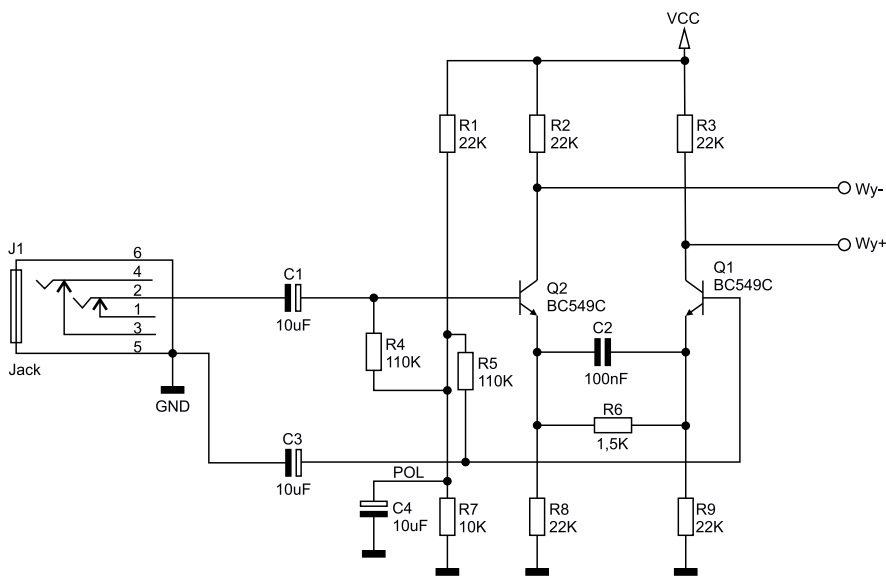 VCC
R1
22K
R2
22K
R3
22K
Wy-
Wy+
J1
6
4
2
1
3
5
Jack
GND
C1
10uF
Q2
BC549C
Q1
BC549C
R4
110K
R5
110K
C2
100nF
R6
1,5K
C3
10uF
POL
C4
10uF
R7
10K
R8
22K
R9
22K